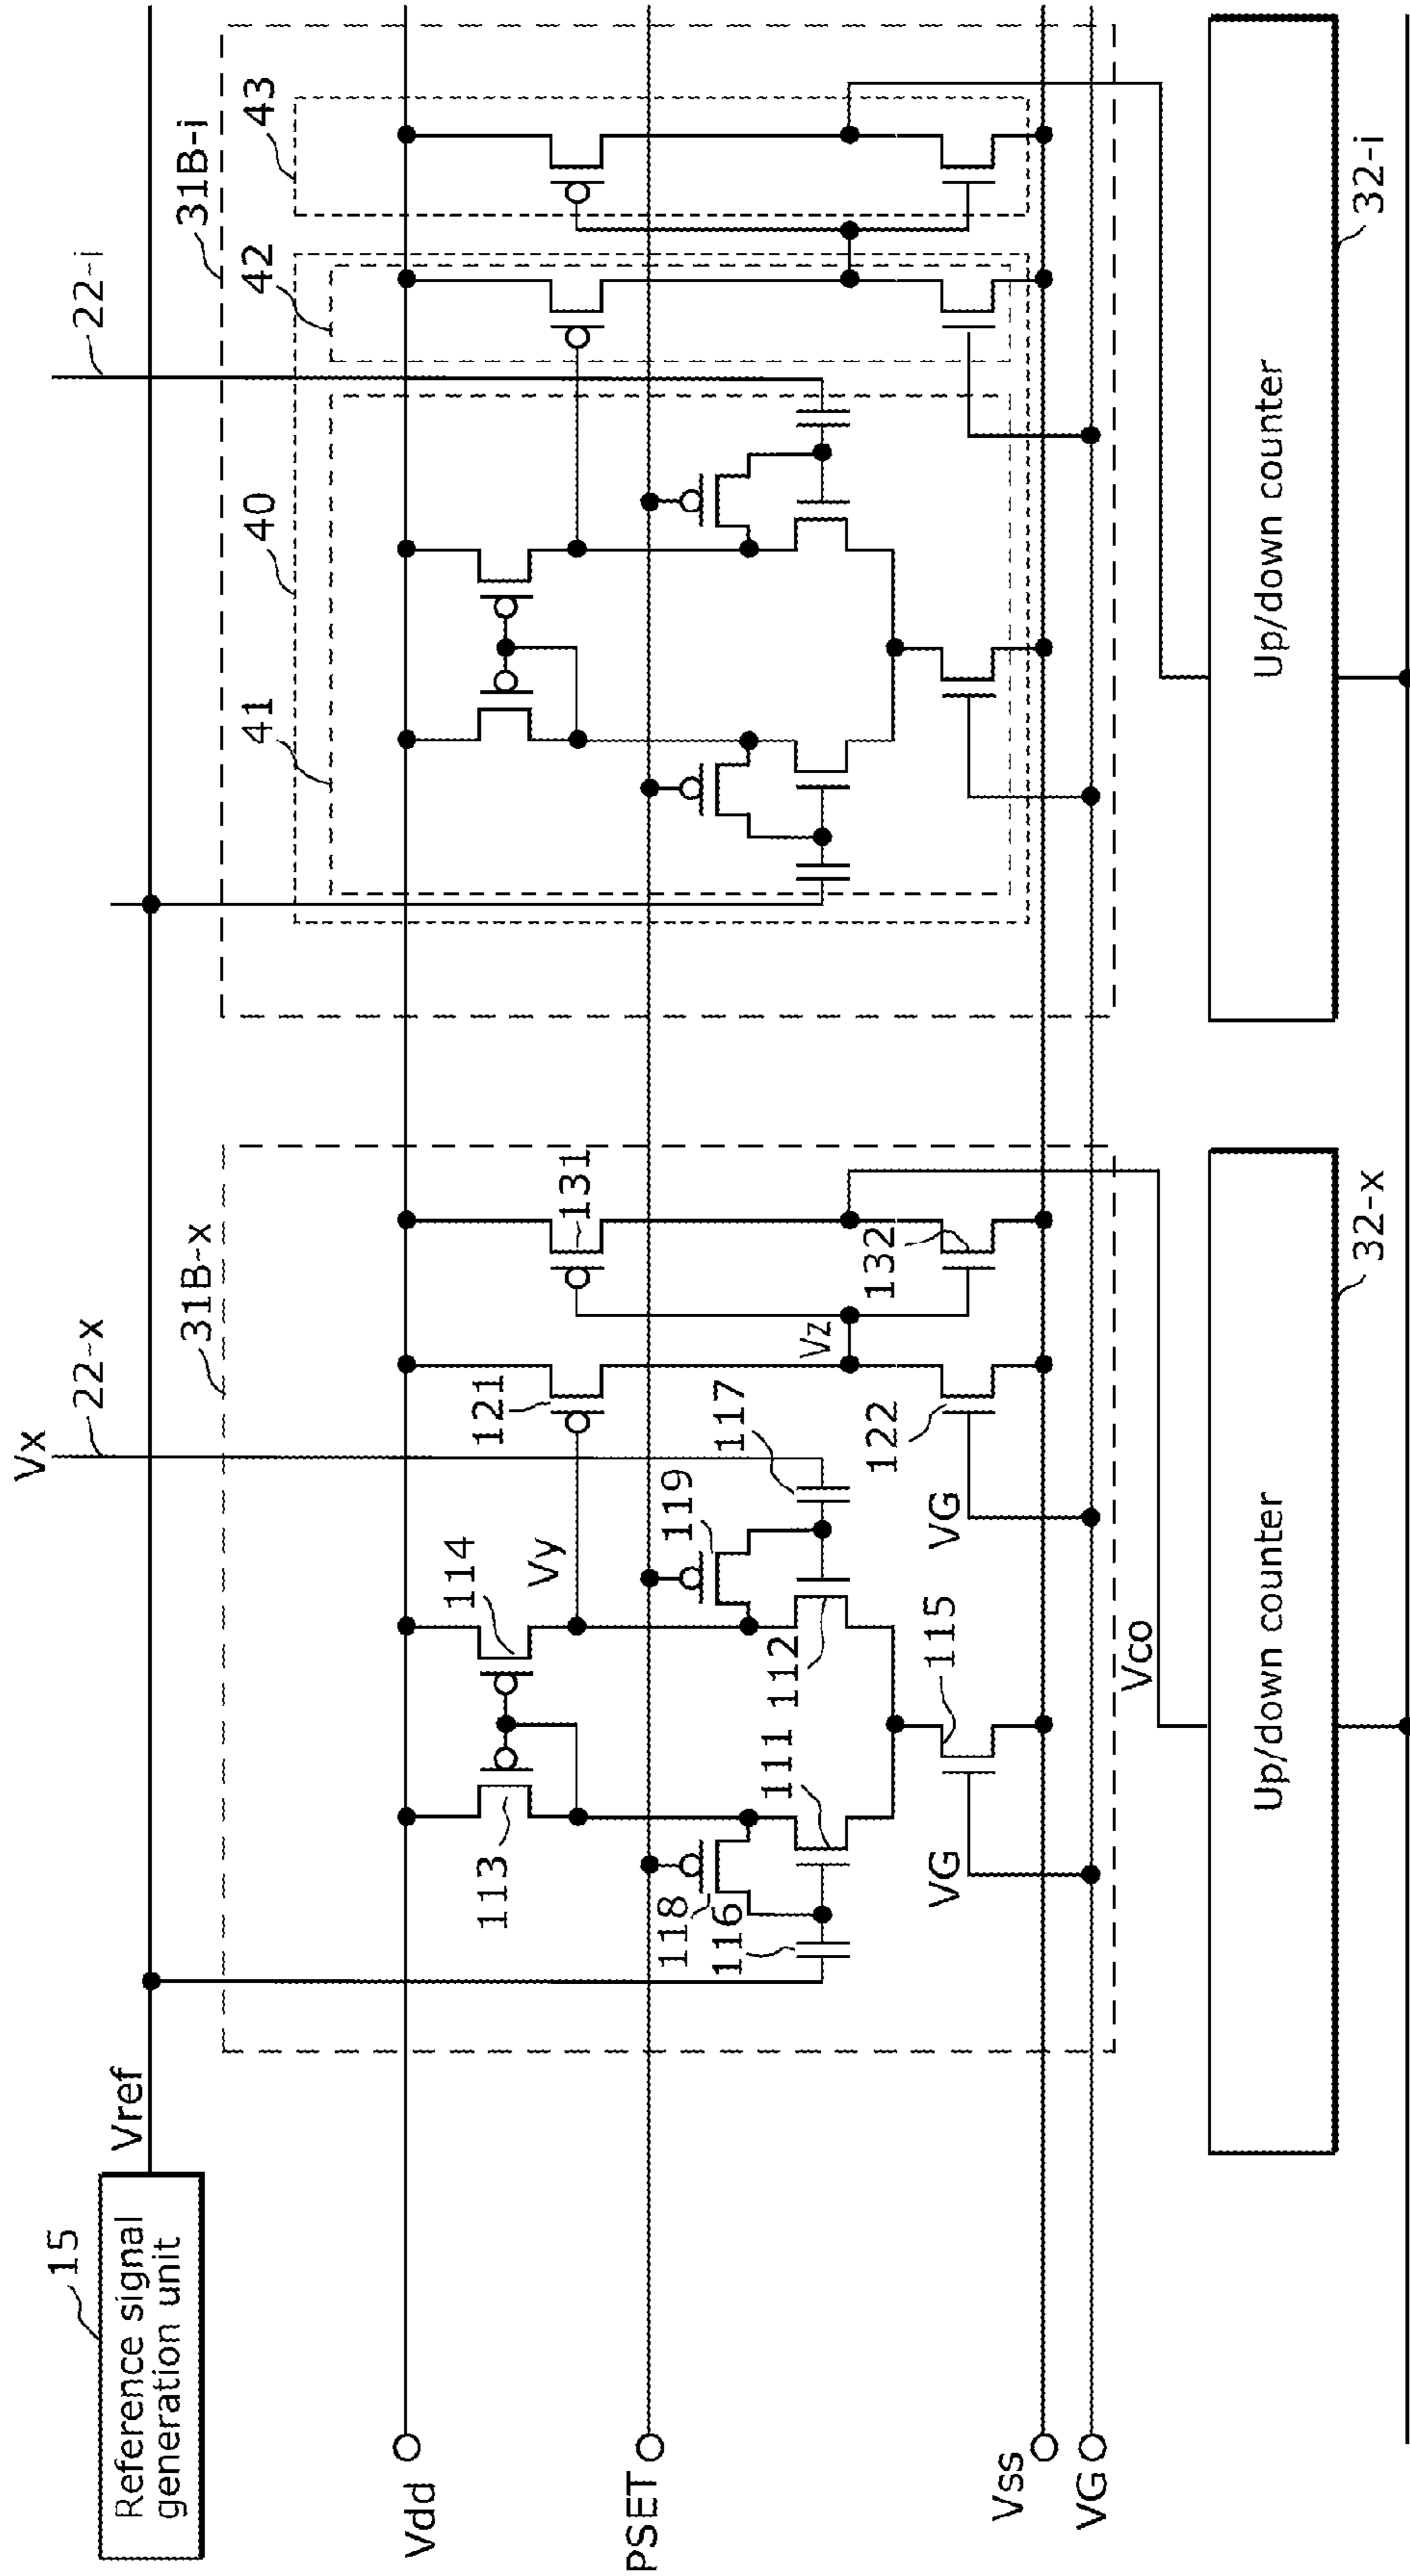 15
Reference signal
generation unit
Vref
Vx
22-x
31B-x
22-i
31B-i
Vdd
PSET
Vss
VG
113
114
Vy
121
131
118
116
119
117
111
112
Vz
132
VG
115
VG
122
Vco
41
40
42
43
Up/down counter
32-x
Up/down counter
32-i